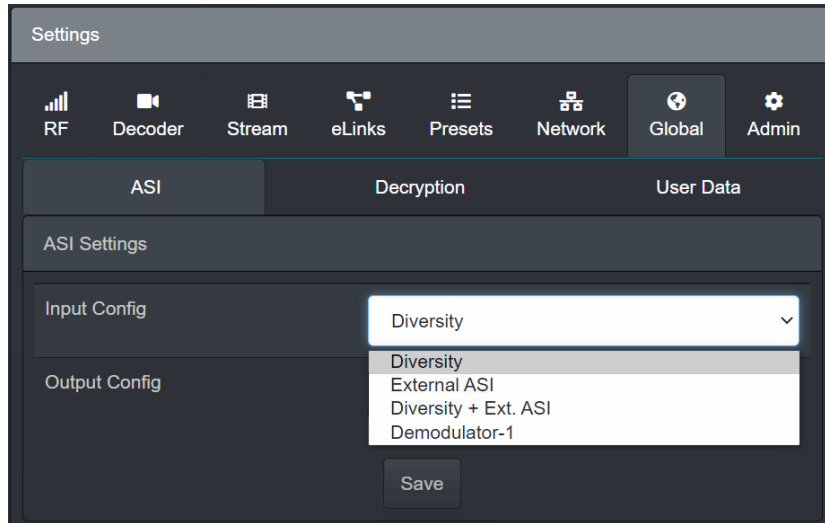 Settings
RF Decoder Stream eLinks Presets Network Global Admin
ASI Decryption User Data
ASI Settings
Input Config Diversity
Diversity
External ASI
Output Config
Diversity + Ext. ASI
Demodulator-1
Save